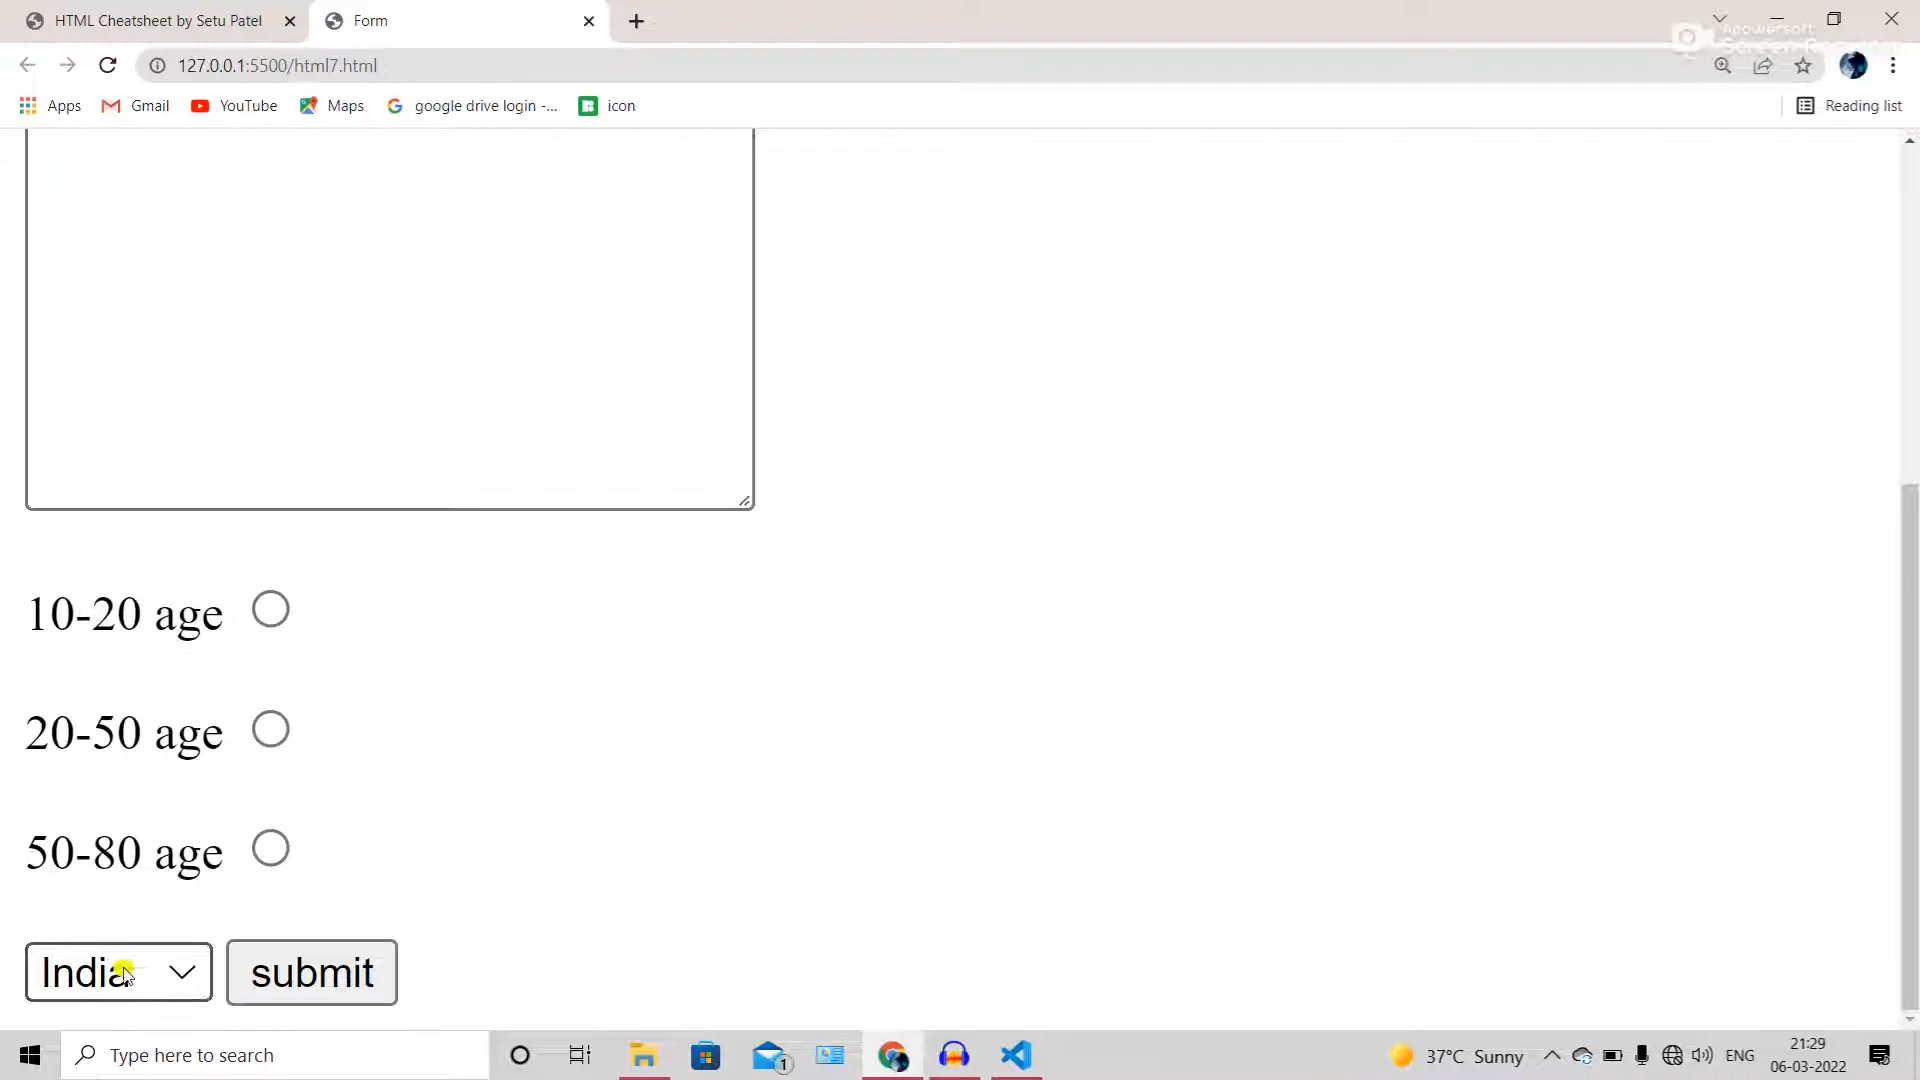 HTML Cheatsheet by Setu Patel
Form
Apowersoft
127.0.0.1:5500/html7.html
Apps
Gmail
YouTube
Maps
google drive login -...
icon
Reading list
10-20 age
20-50 age
50-80 age
India
submit
Type here to search
1
37°C Sunny
ENG
21:29
06-03-2022